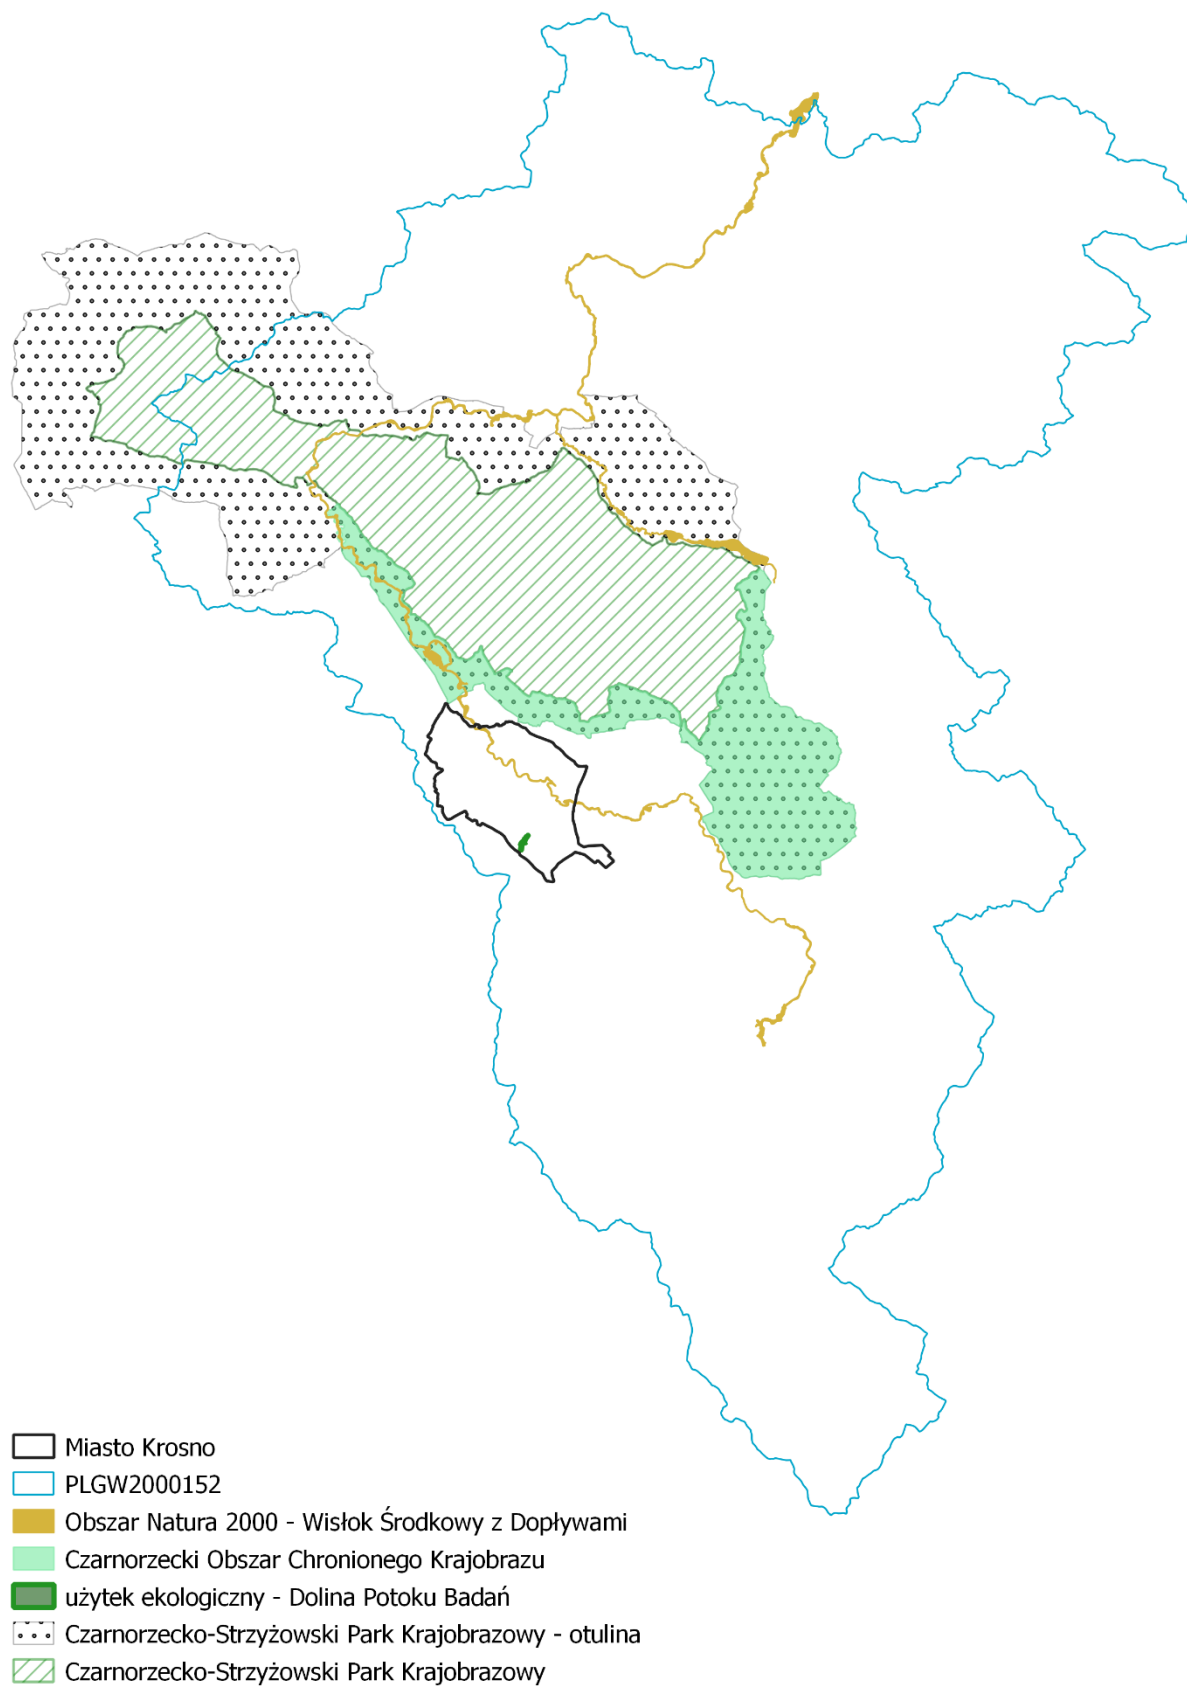 Miasto Krosno
PLGW2000152
Obszar Natura 2000 - Wisłok Środkowy z Dopływami
Czarnorzecki Obszar Chronionego Krajobrazu
użytek ekologiczny - Dolina Potoku Badań
Czarnorzecko-Strzyżowski Park Krajobrazowy - otulina
Czarnorzecko-Strzyżowski Park Krajobrazowy